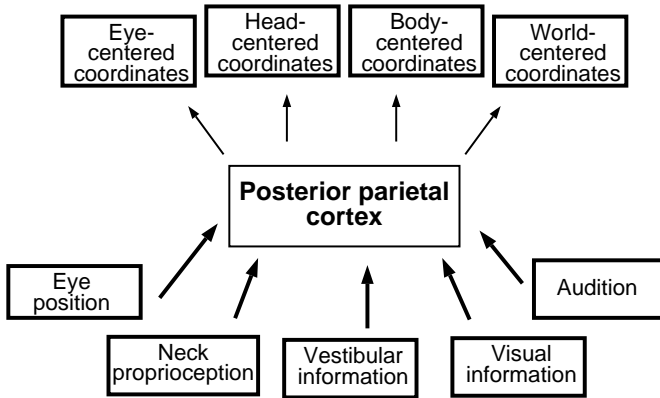 Eye-
centered
coordinates
Head-
centered
coordinates
Body-
centered
coordinates
World-
centered
coordinates
Posterior parietal
cortex
Eye
position
Neck
proprioception
Vestibular
information
Visual
information
Audition